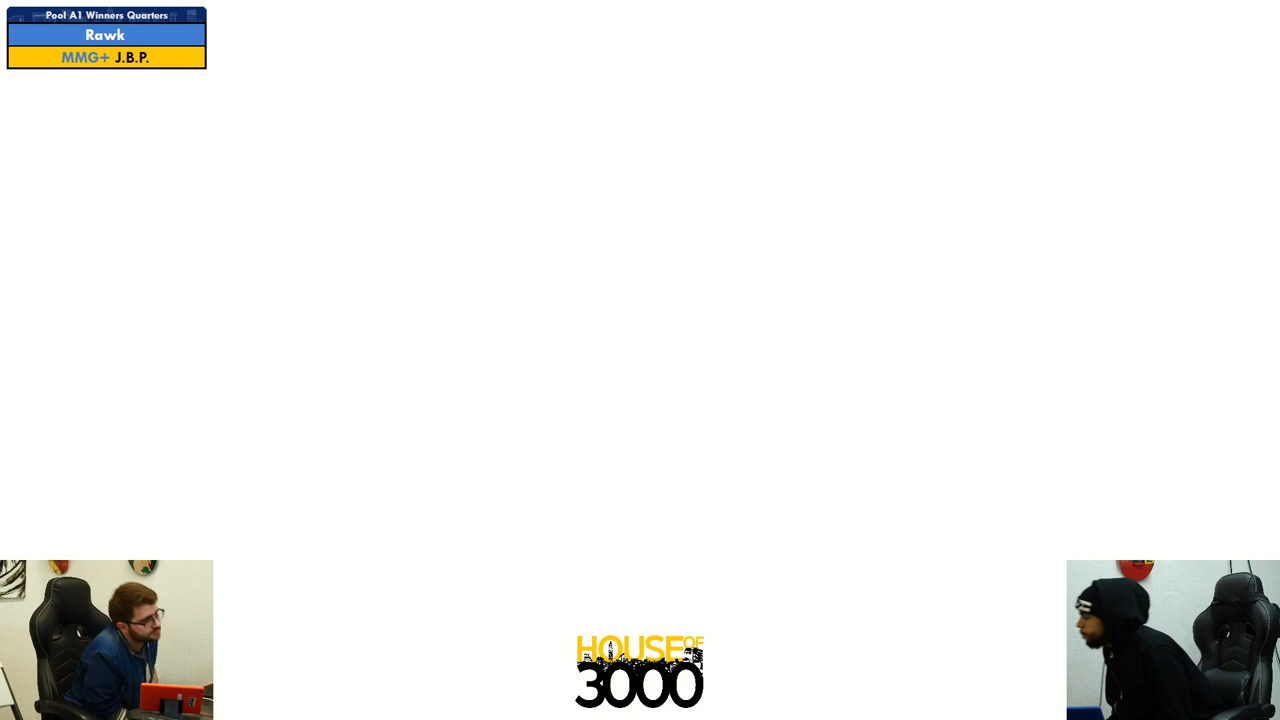 Pool A1 Winners Quarters
Rawk
MMG+ J.B.P.
HOUSE OF
3000